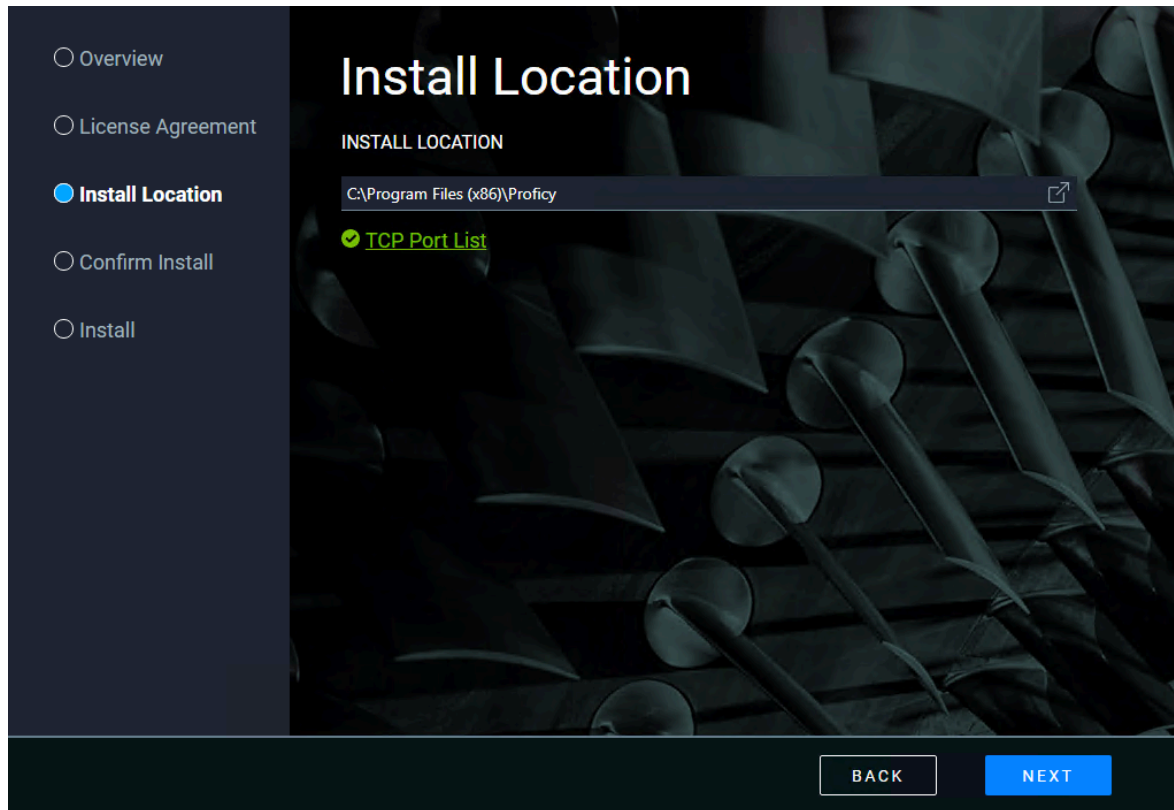 Overview
License Agreement
Install Location
Confirm Install
Install
Install Location
INSTALL LOCATION
C:\Program Files (x86)\Proficy
TCP Port List
BACK
NEXT